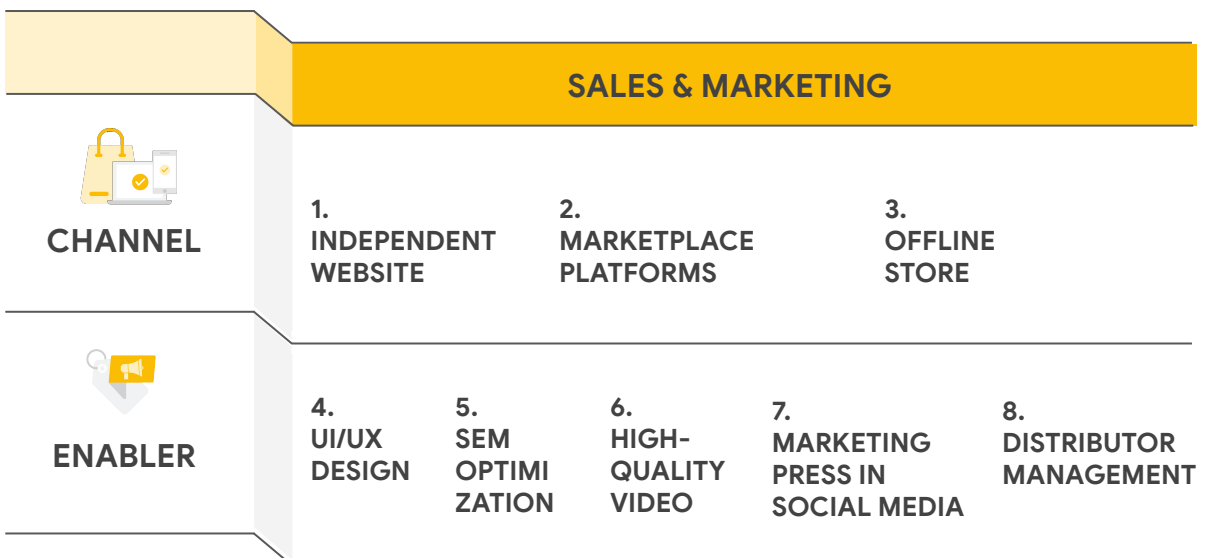 SALES & MARKETING
CHANNEL
1.
INDEPENDENT
WEBSITE
2.
MARKETPLACE
PLATFORMS
3.
OFFLINE
STORE
ENABLER
4.
UI/UX
DESIGN
5.
SEM
OPTIMI
ZATION
6.
HIGH-
QUALITY
VIDEO
7.
MARKETING
PRESS IN
SOCIAL MEDIA
8.
DISTRIBUTOR
MANAGEMENT